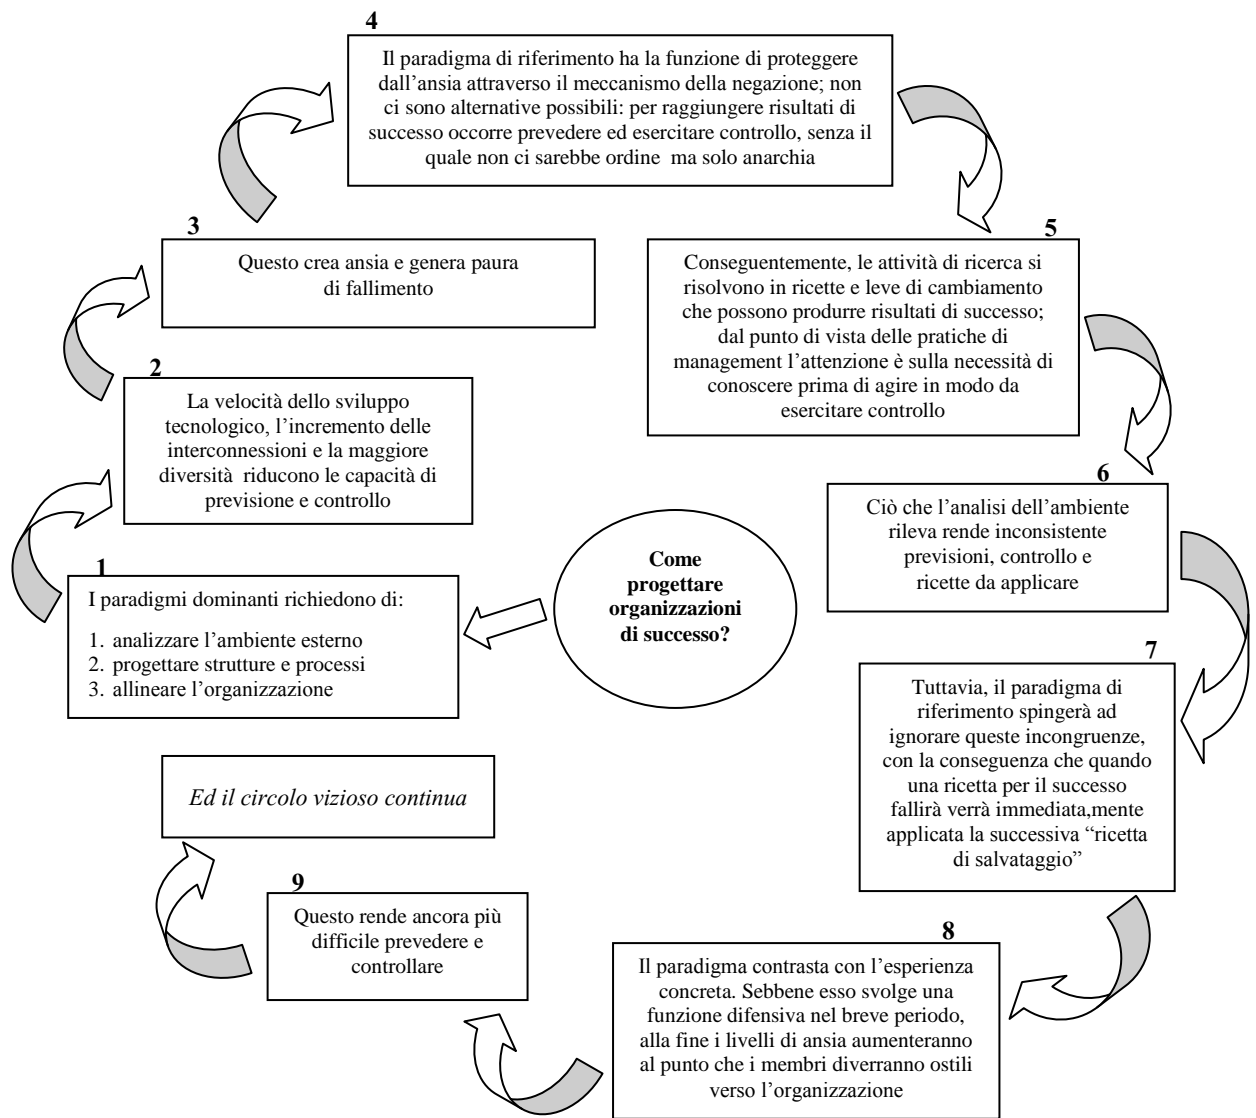 4
Il paradigma di riferimento ha la funzione di proteggere
dall'ansia attraverso il meccanismo della negazione; non
ci sono alternative possibili: per raggiungere risultati di
successo occorre prevedere ed esercitare controllo, senza il
quale non ci sarebbe ordine ma solo anarchia
3
Questo crea ansia e genera paura
di fallimento
5
Conseguentemente, le attività di ricerca si
risolvono in ricette e leve di cambiamento
che possono produrre risultati di successo;
dal punto di vista delle pratiche di
management l'attenzione è sulla necessità di
conoscere prima di agire in modo da
esercitare controllo
2
La velocità dello sviluppo
tecnologico, l'incremento delle
interconnessioni e la maggiore
diversità riducono le capacità di
previsione e controllo
6
Ciò che l'analisi dell'ambiente
rileva rende inconsistente
previsioni, controllo e
ricette da applicare
Come
progettare
organizzazioni
di successo?
1
I paradigmi dominanti richiedono di:
1. analizzare l'ambiente esterno
2. progettare strutture e processi
3. allineare l'organizzazione
7
Tuttavia, il paradigma di
riferimento spingerà ad
ignorare queste incongruenze,
con la conseguenza che quando
una ricetta per il successo
fallirà verrà immediata,mente
applicata la successiva “ricetta
di salvataggio”
Ed il circolo vizioso continua
9
Questo rende ancora più
difficile prevedere e
controllare
8
Il paradigma contrasta con l'esperienza
concreta. Sebbene esso svolge una
funzione difensiva nel breve periodo,
alla fine i livelli di ansia aumenteranno
al punto che i membri diverranno ostili
verso l'organizzazione